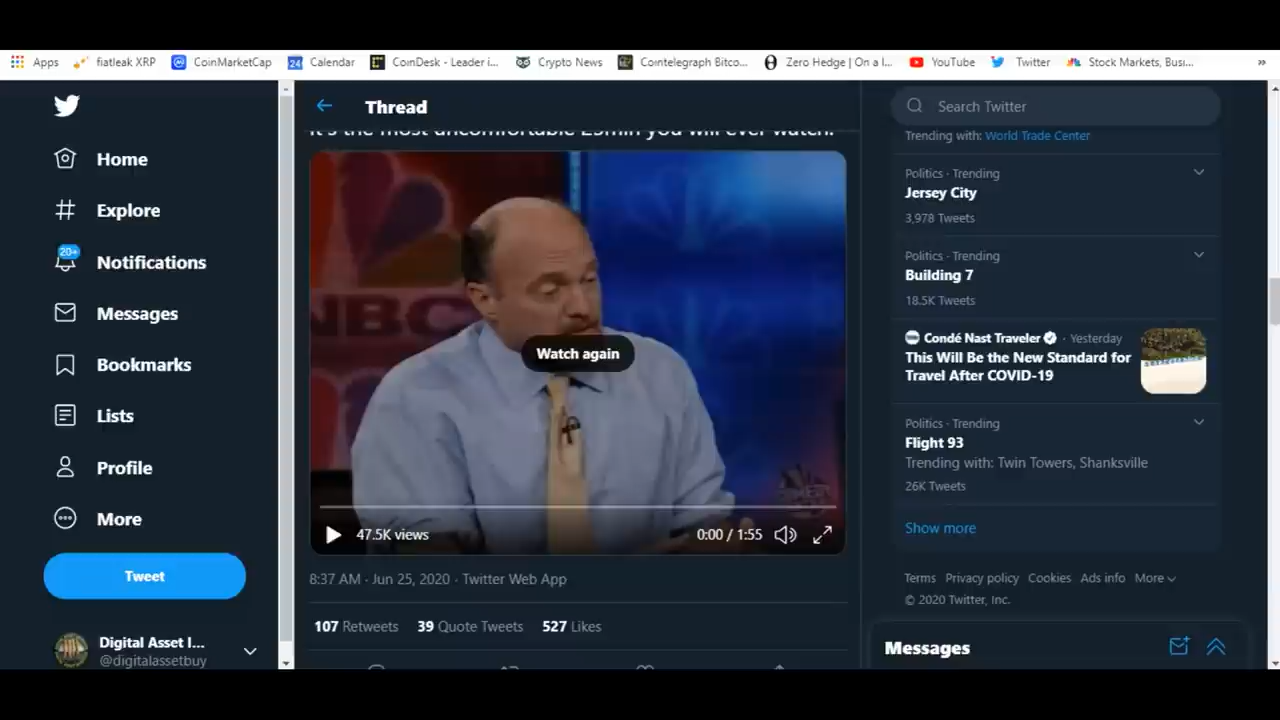 Apps
fiatleak XRP
CoinMarketCap
24
Calendar
CoinDesk - Leader i...
Crypto News
Cointelegraph Bitco...
Zero Hedge | On a l...
YouTube
Twitter
Stock Markets, Busi...
»
Home
Explore
20+
Notifications
Messages
Bookmarks
Lists
Profile
More
Tweet
Digital Asset I...
@digitalassetbuy
Thread
It's the most uncomfortable 25min you will ever watch.
NBC
Watch again
47.5K views
0:00 / 1:55
8:37 AM · Jun 25, 2020 · Twitter Web App
107 Retweets 39 Quote Tweets 527 Likes
Search Twitter
Trending with: World Trade Center
Politics · Trending
Jersey City
3,978 Tweets
Politics · Trending
Building 7
18.5K Tweets
Condé Nast Traveler · Yesterday
This Will Be the New Standard for
Travel After COVID-19
Politics · Trending
Flight 93
Trending with: Twin Towers, Shanksville
26K Tweets
Show more
Terms Privacy policy Cookies Ads info More
© 2020 Twitter, Inc.
Messages